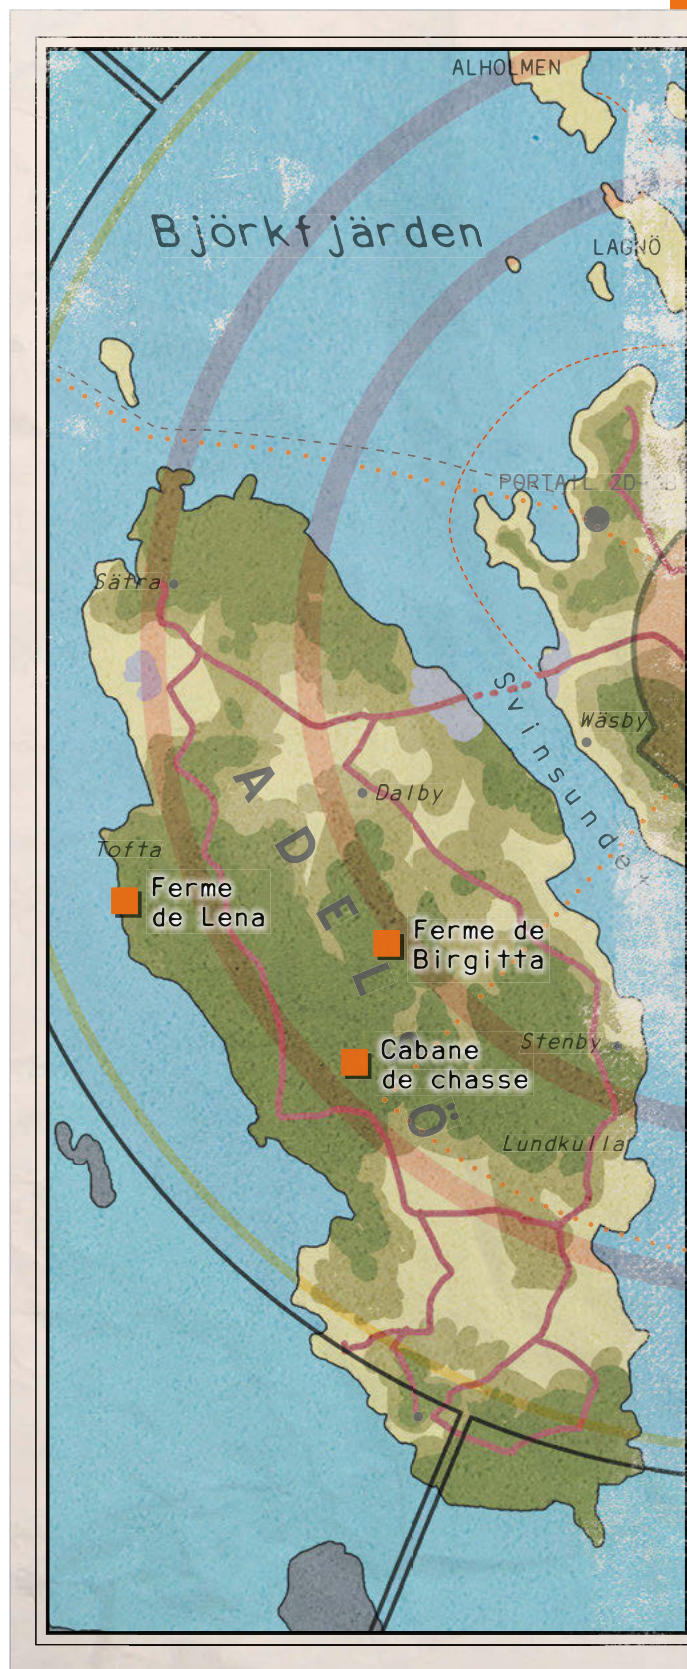 ALHOLMEN
Björkfjärden
LAGNÖ
PORTAIL ZD
Säfra
Svinsundet
Wäsby
ADELÖ
Dalby
Tofta
Ferme
de Lena
Ferme de
Birgitta
Stenby
Cabane
de chasse
Lundkulla